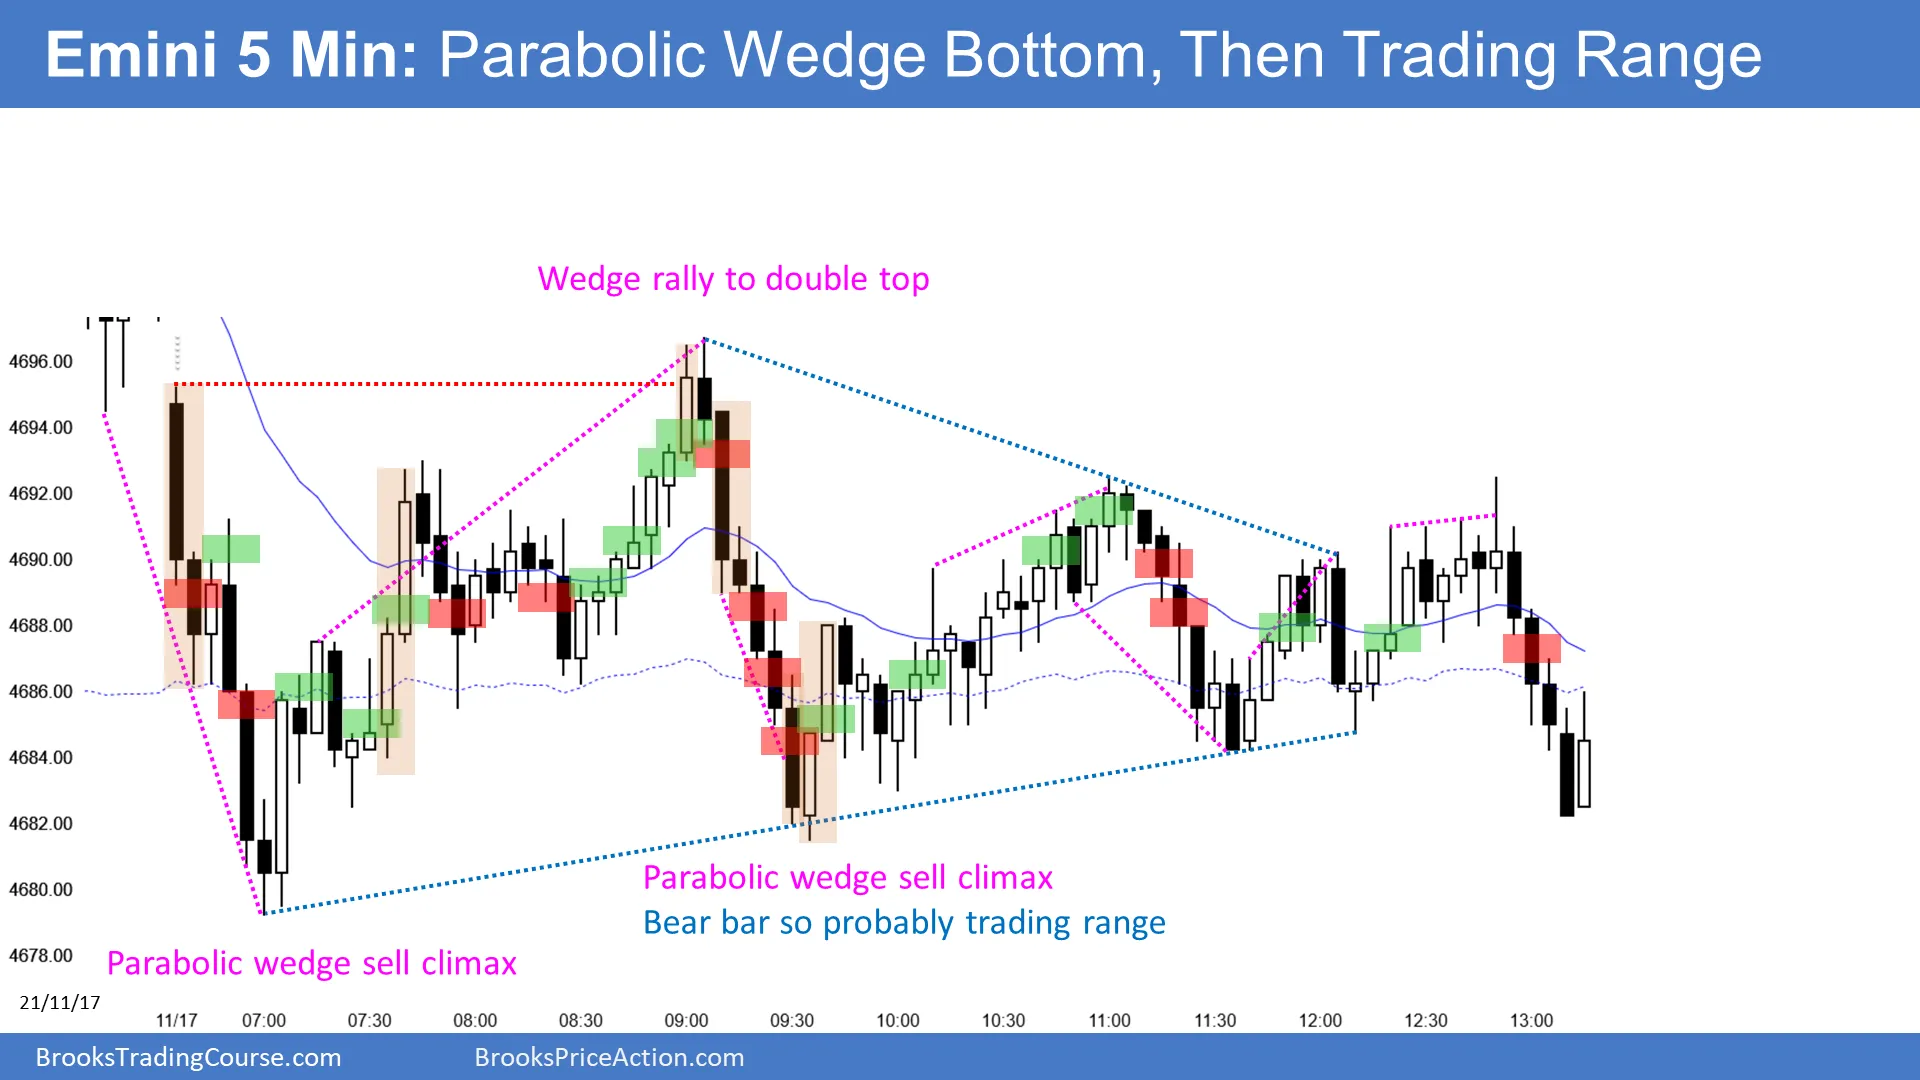 Emini 5 Min: Parabolic Wedge Bottom, Then Trading Range
Wedge rally to double top
4696.00
4694.00
4692.00
4690.00
4688.00
4686.00
4684.00
4682.00
4680.00
4678.00
Parabolic wedge sell climax
Bear bar so probably trading range
Parabolic wedge sell climax
21/11/17
11/17 07:00 07:30 08:00 08:30 09:00 09:30 10:00 10:30 11:00 11:30 12:00 12:30 13:00
BrooksTradingCourse.com BrooksPriceAction.com